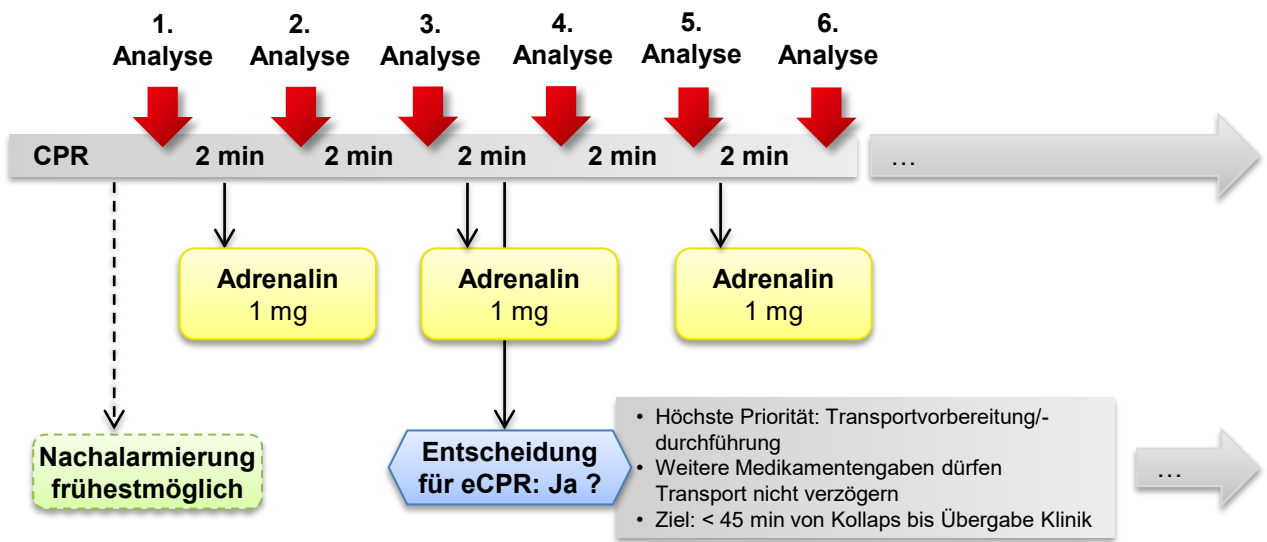 1.
Analyse
2.
Analyse
3.
Analyse
4.
Analyse
5.
Analyse
6.
Analyse
CPR
2 min
2 min
2 min
2 min
2 min
…
Adrenalin
1 mg
Adrenalin
1 mg
Adrenalin
1 mg
Nachalarmierung
frühestmöglich
Entscheidung
für eCPR: Ja ?
• Höchste Priorität: Transportvorbereitung/-
durchführung
• Weitere Medikamentengaben dürfen
Transport nicht verzögern
• Ziel: < 45 min von Kollaps bis Übergabe Klinik
…